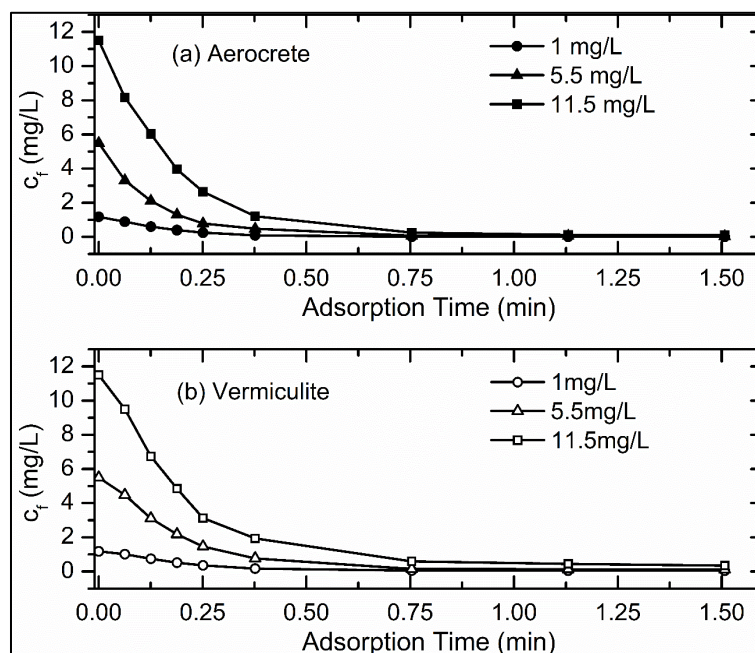 12
10
8
6
4
2
0
c_f (mg/L)
(a) Aerocrete
1 mg/L
5.5 mg/L
11.5 mg/L
0.00 0.25 0.50 0.75 1.00 1.25 1.50
Adsorption Time (min)
12
10
8
6
4
2
0
c_f (mg/L)
(b) Vermiculite
1mg/L
5.5mg/L
11.5mg/L
0.00 0.25 0.50 0.75 1.00 1.25 1.50
Adsorption Time (min)